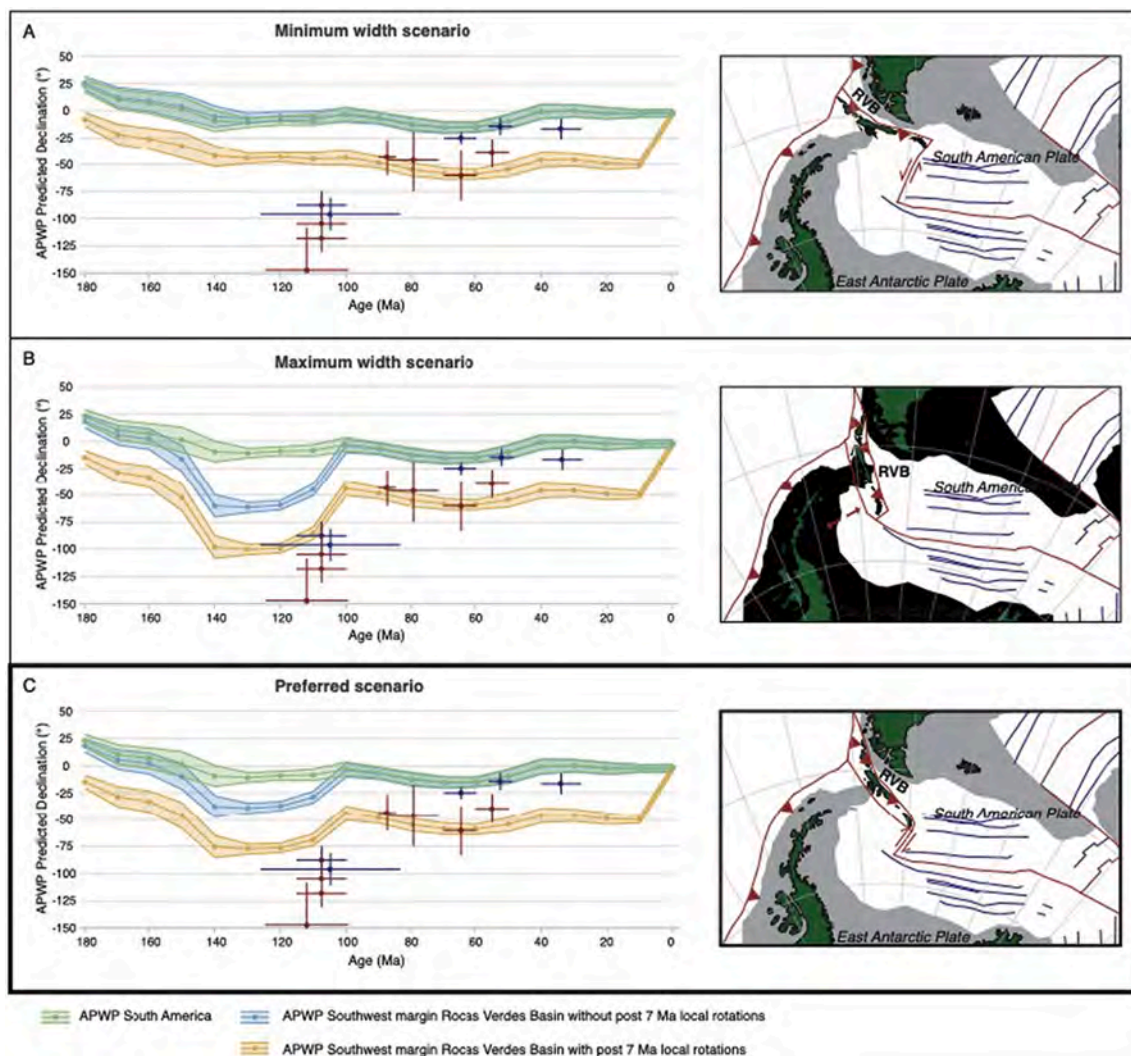 A
Minimum width scenario
APWP Predicted Declination (°)
50
25
0
-25
-50
-75
-100
-125
-150
180
160
140
120
100
80
60
40
20
0
Age (Ma)
RVB
South American Plate
East Antarctic Plate
B
Maximum width scenario
APWP Predicted Declination (°)
50
25
0
-25
-50
-75
-100
-125
-150
180
160
140
120
100
80
60
40
20
0
Age (Ma)
RVB
South American
C
Preferred scenario
APWP Predicted Declination (°)
50
25
0
-25
-50
-75
-100
-125
-150
180
160
140
120
100
80
60
40
20
0
Age (Ma)
RVB
South American Plate
East Antarctic Plate
APWP South America
APWP Southwest margin Rocas Verdes Basin without post 7 Ma local rotations
APWP Southwest margin Rocas Verdes Basin with post 7 Ma local rotations